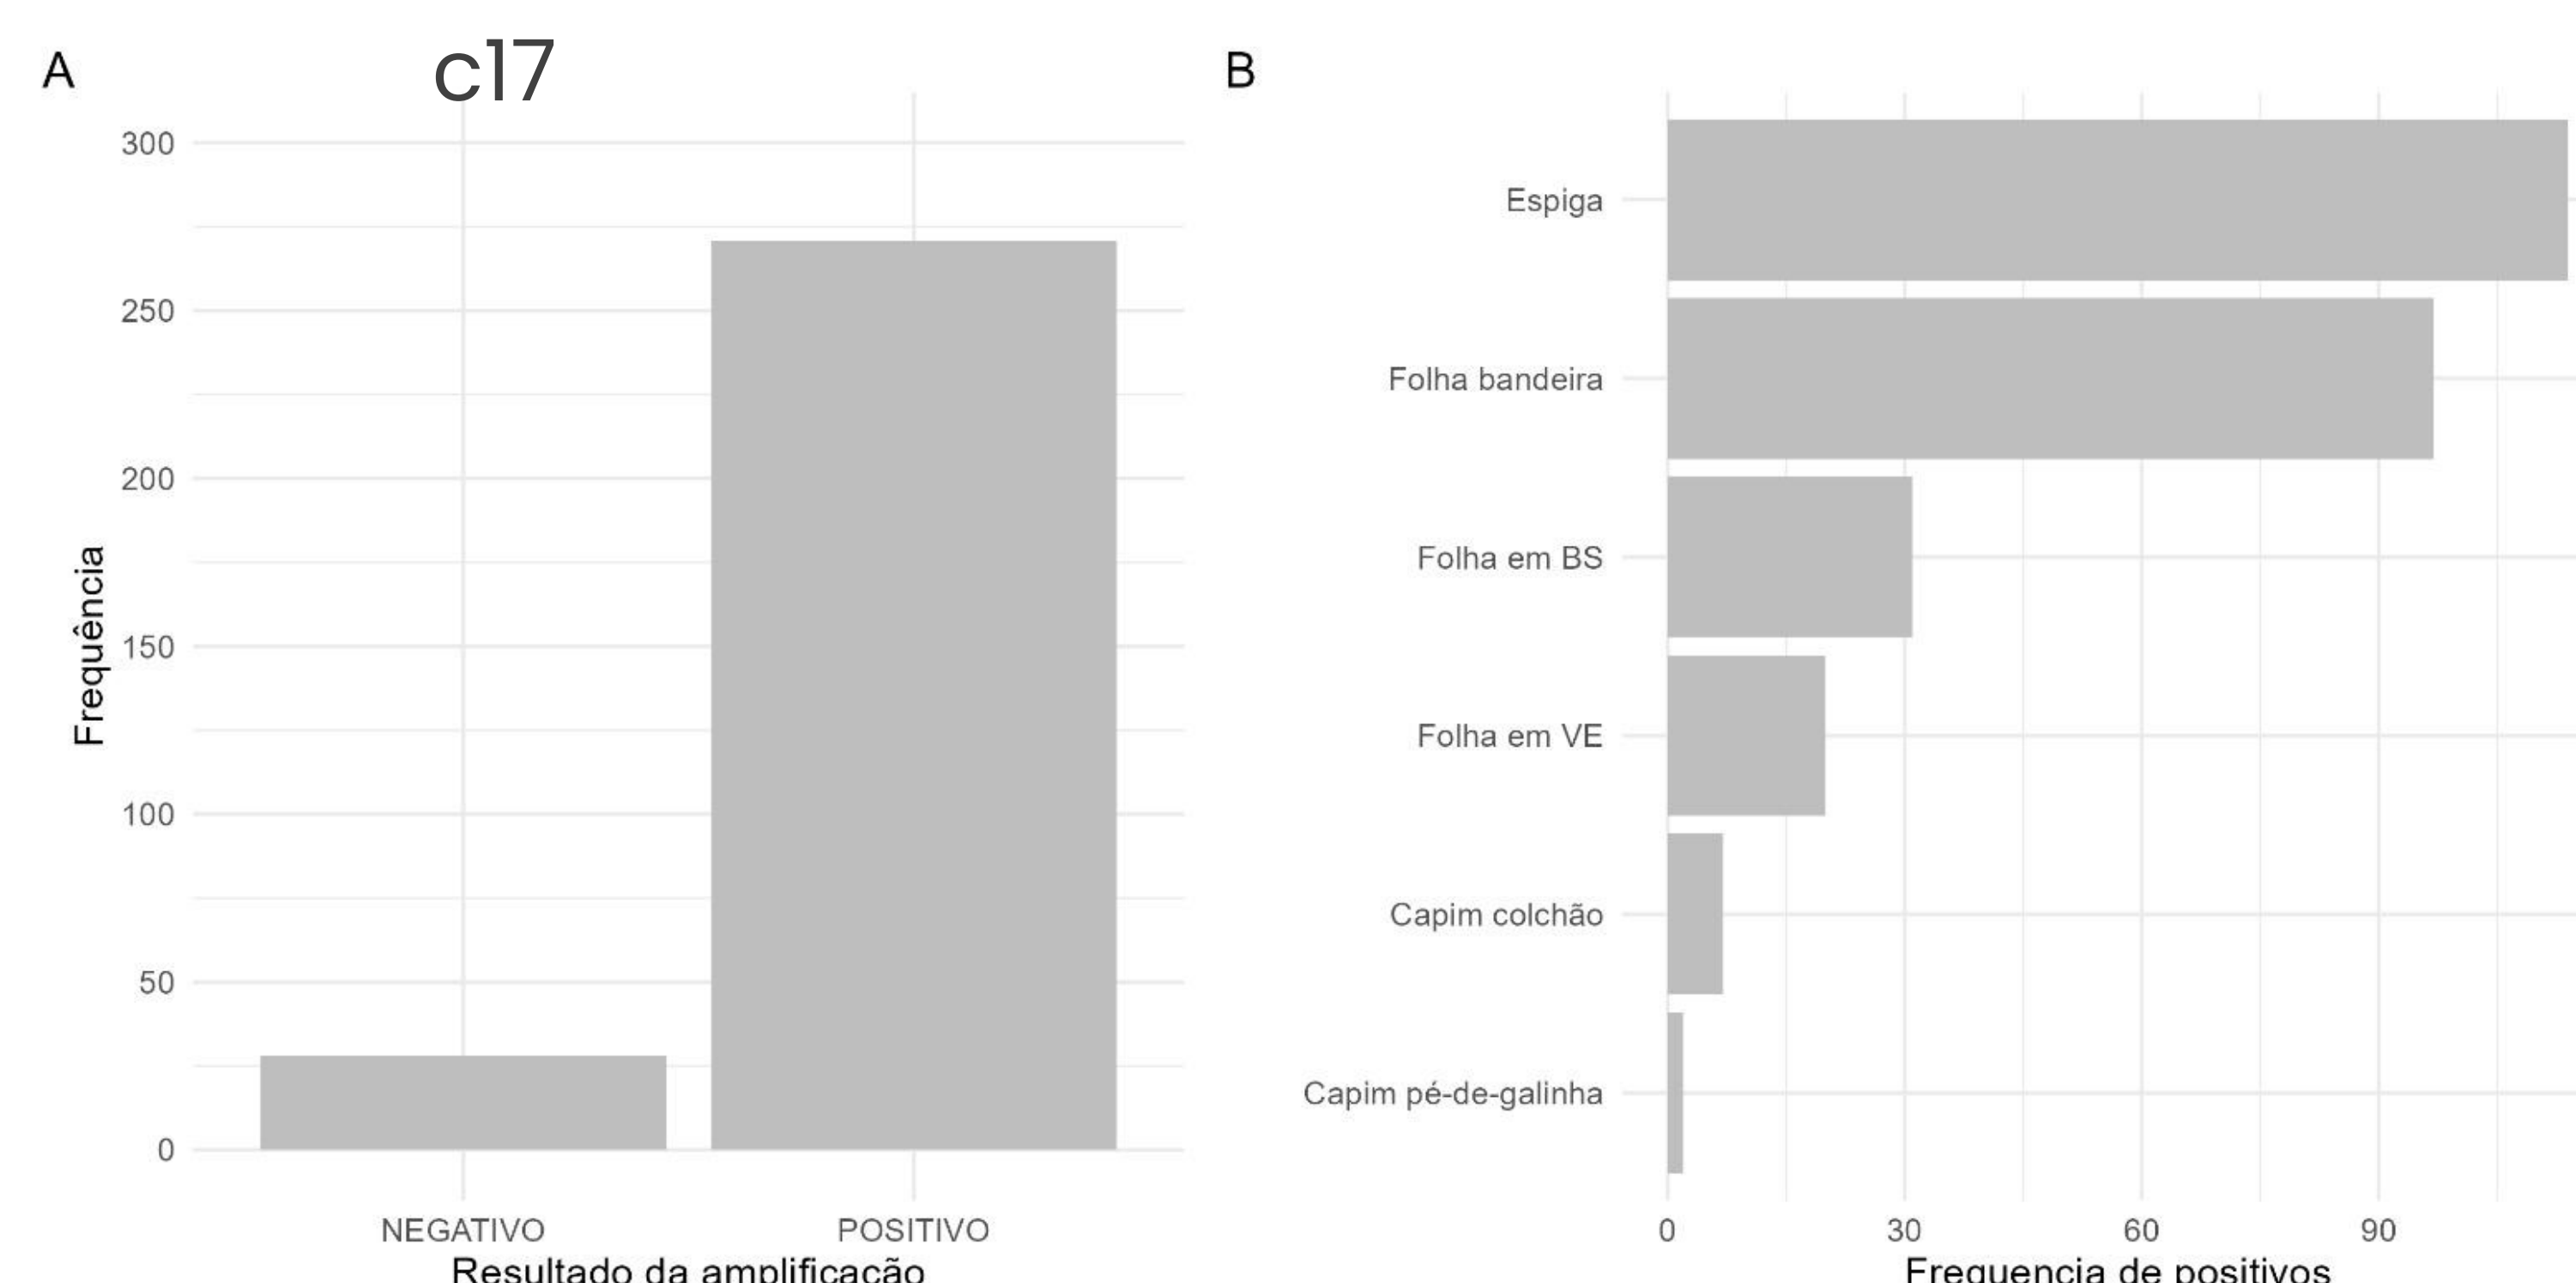 A
c17
300
250
200
150
100
50
0
Frequência
NEGATIVO
POSITIVO
Resultado da amplificação
B
Espiga
Folha bandeira
Folha em BS
Folha em VE
Capim colchão
Capim pé-de-galinha
0
30
60
90
Frequencia de positivos